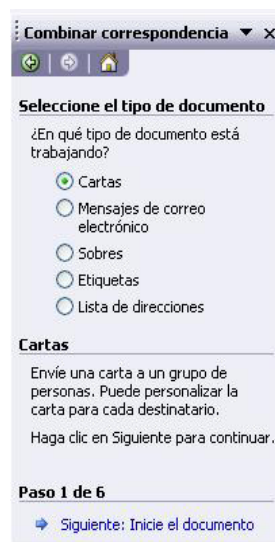 Combinar correspondencia
Seleccione el tipo de documento
¿En qué tipo de documento está
trabajando?
Cartas
Mensajes de correo
electrónico
Sobres
Etiquetas
Lista de direcciones
Cartas
Envíe una carta a un grupo de
personas. Puede personalizar la
carta para cada destinatario.
Haga clic en Siguiente para continuar.
Paso 1 de 6
Siguiente: Inicie el documento